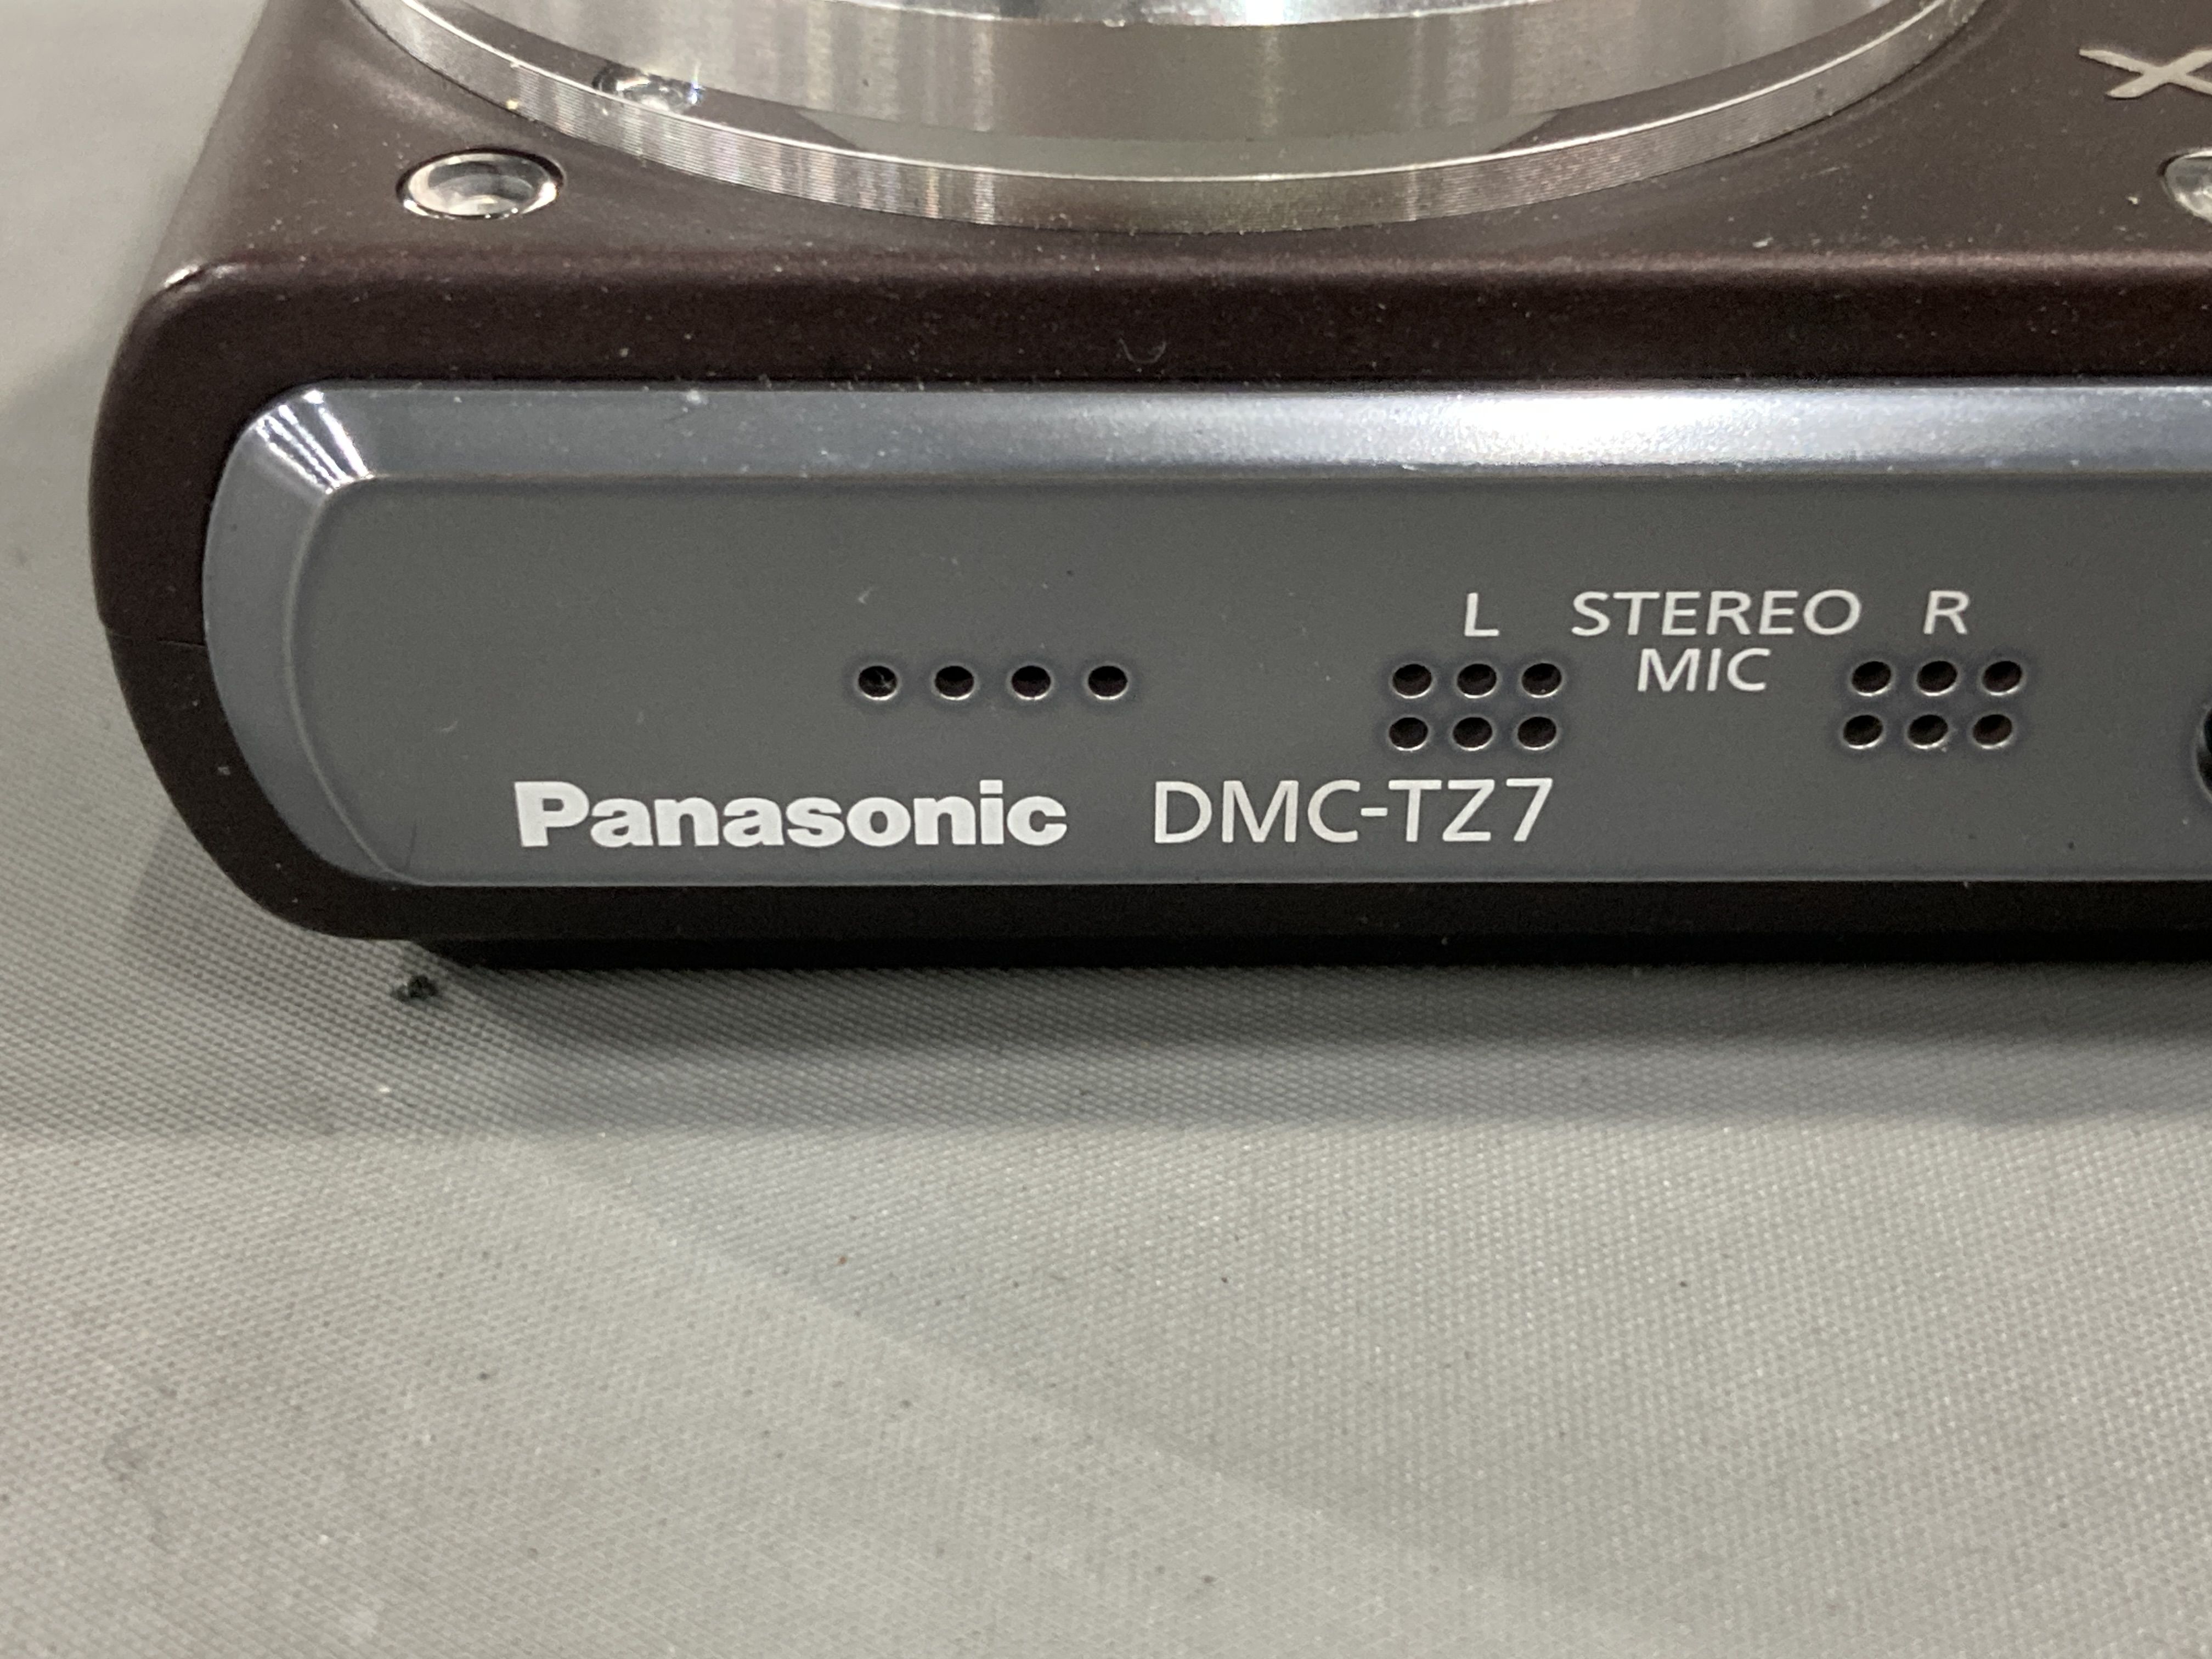 L STEREO R
MIC
Panasonic DMC-TZ7